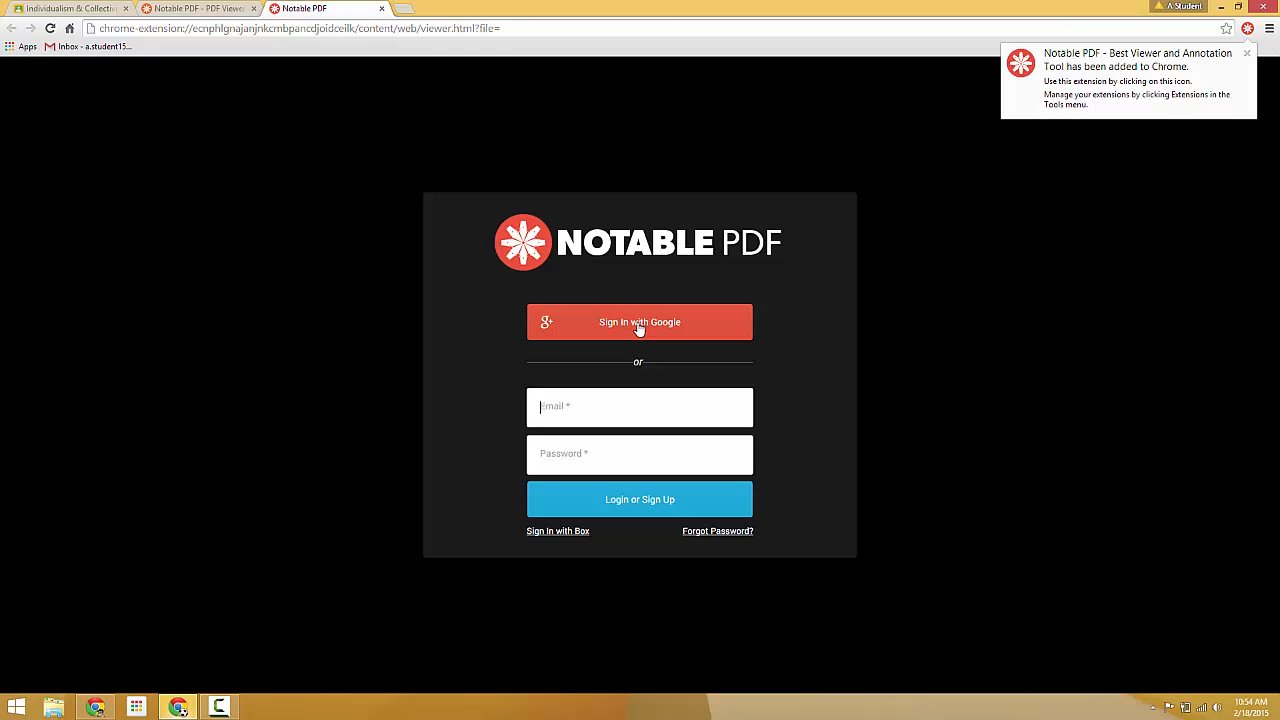 Individualism & Collectiv
Notable PDF - PDF Viewer
Notable PDF
A Student
chrome-extension://ecnphlgnajanjnkcmbpancdjoidceilk/content/web/viewer.html?file=
Apps
Inbox - a.student15...
Notable PDF - Best Viewer and Annotation
Tool has been added to Chrome.
Use this extension by clicking on this icon.
Manage your extensions by clicking Extensions in the
Tools menu.
NOTABLE PDF
g+ Sign In with Google
or
Email *
Password *
Login or Sign Up
Sign In with Box
Forgot Password?
10:54 AM
2/18/2015